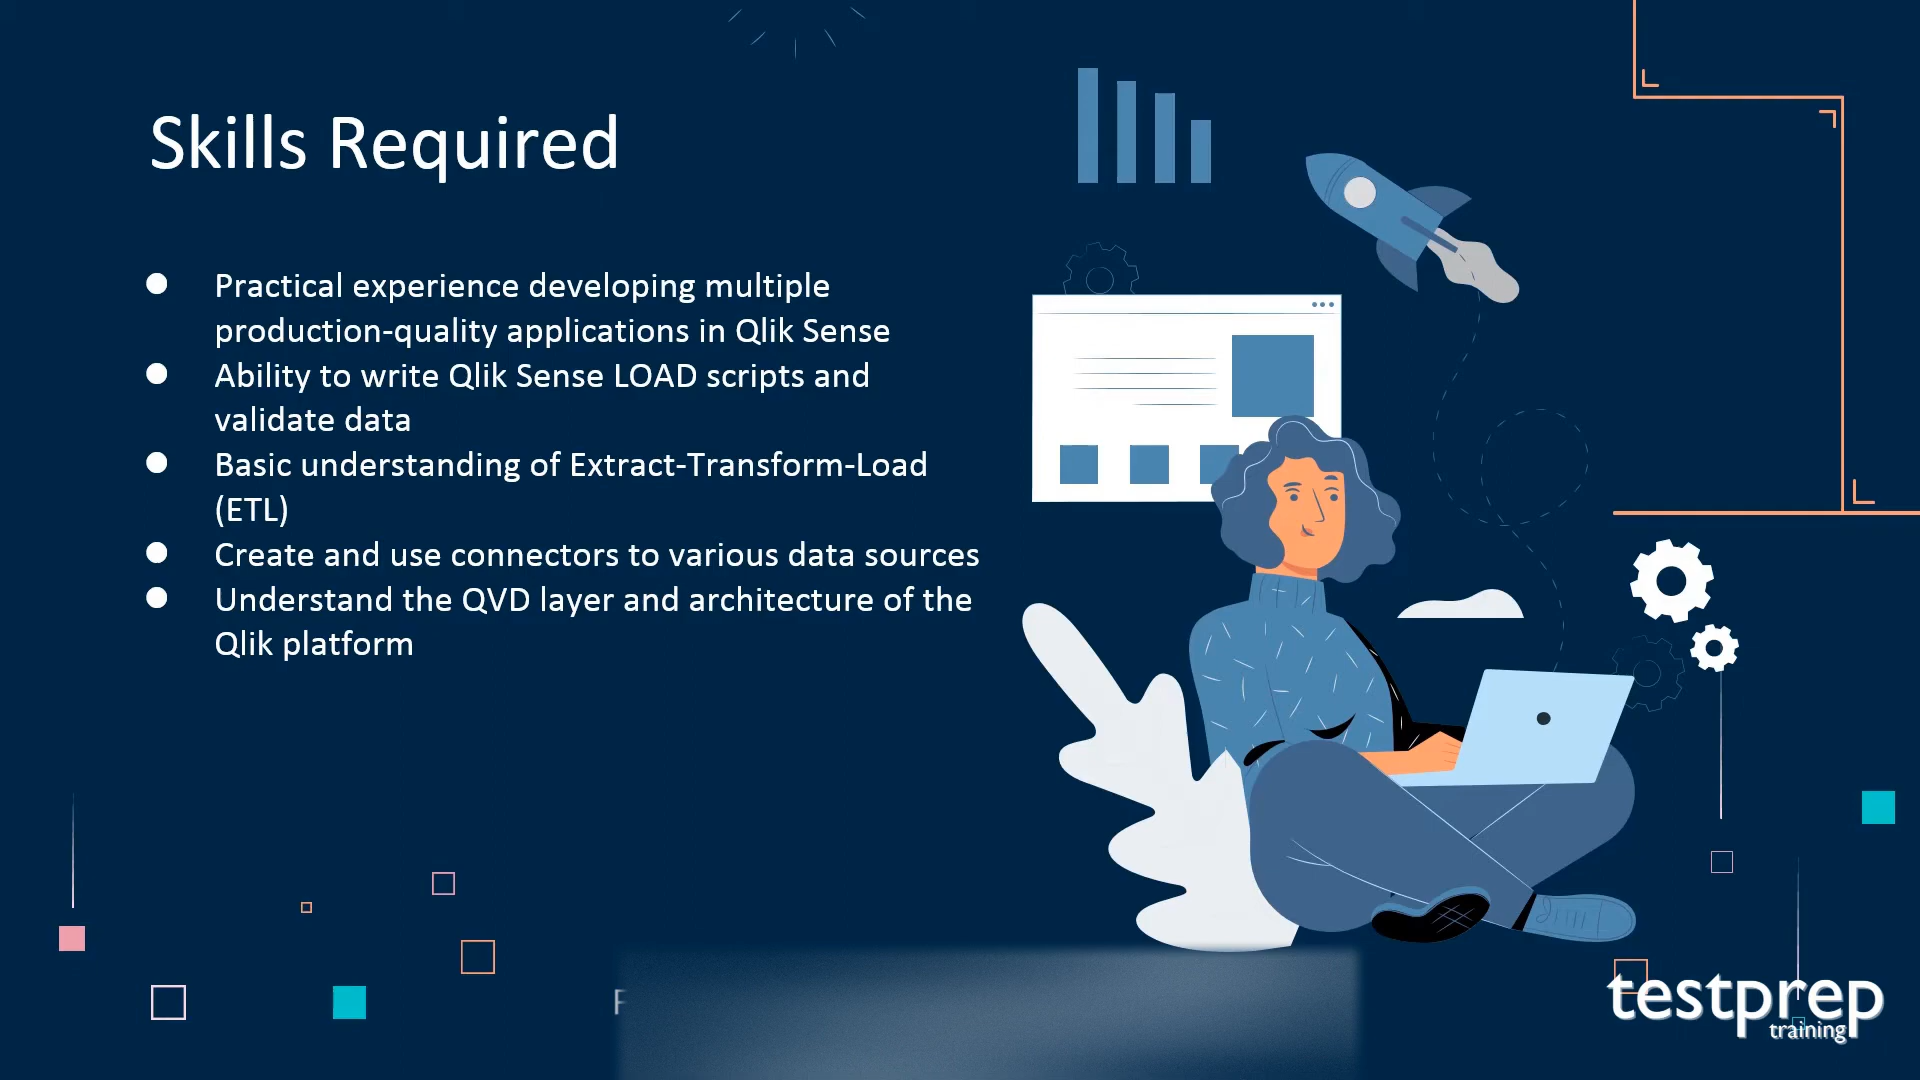 Skills Required
● Practical experience developing multiple
production-quality applications in Qlik Sense
● Ability to write Qlik Sense LOAD scripts and
validate data
● Basic understanding of Extract-Transform-Load
(ETL)
● Create and use connectors to various data sources
● Understand the QVD layer and architecture of the
Qlik platform
testprep
training